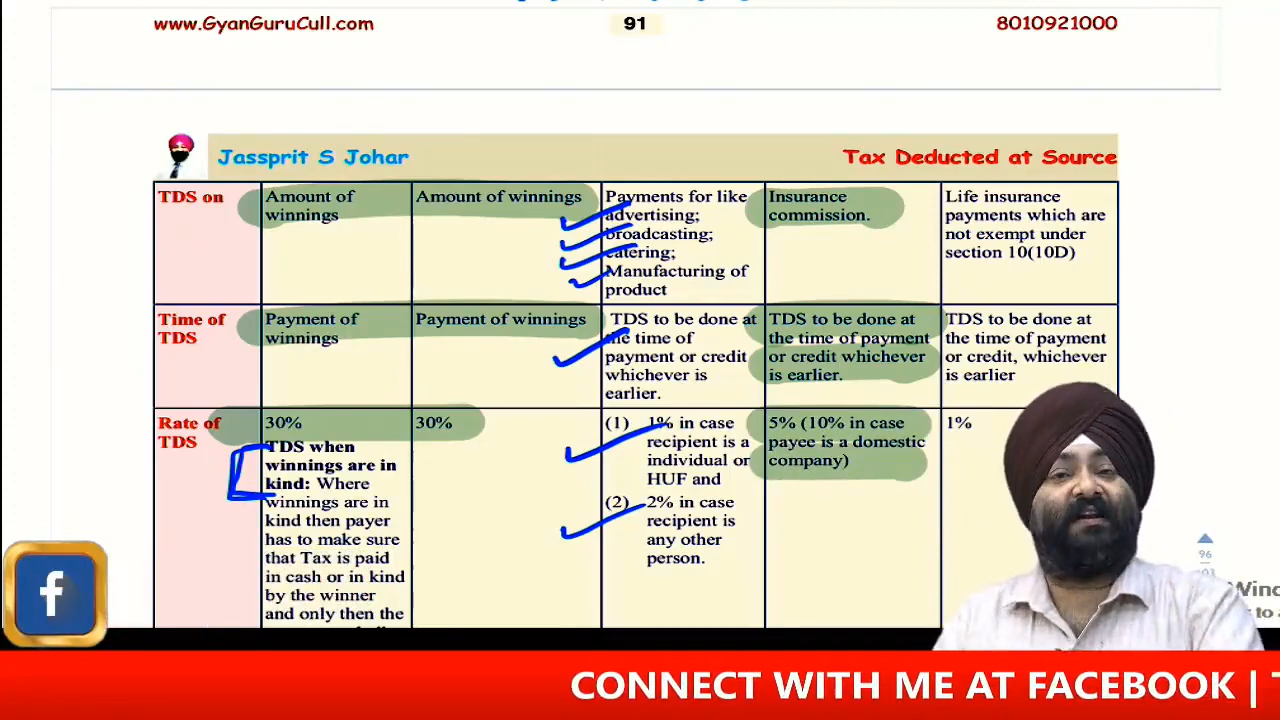 www.GyanGuruCull.com 91 8010921000
Jassprit S Johar Tax Deducted at Source
TDS on
Amount of
winnings
Amount of winnings
Payments for like
advertising;
broadcasting;
catering;
Manufacturing of
product
Insurance
commission.
Life insurance
payments which are
not exempt under
section 10(10D)
Time of
TDS
Payment of
winnings
Payment of winnings
TDS to be done at
the time of
payment or credit
whichever is
earlier.
TDS to be done at
the time of payment
or credit whichever
is earlier.
TDS to be done at
the time of payment
or credit, whichever
is earlier
Rate of
TDS
30%
TDS when
winnings are in
kind: Where
winnings are in
kind then payer
has to make sure
that Tax is paid
in cash or in kind
by the winner
and only then the
30%
(1) 1% in case
recipient is a
individual or
HUF and
(2) 2% in case
recipient is
any other
person.
5% (10% in case
payee is a domestic
company)
1%
96
f
CONNECT WITH ME AT FACEBOOK |